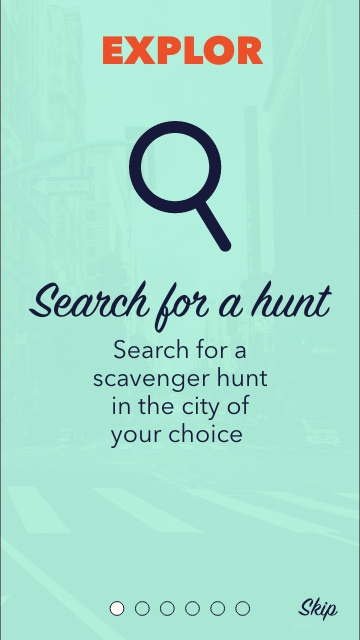 EXPLOR
Search for a hunt
Search for a
scavenger hunt
in the city of
your choice
Skip